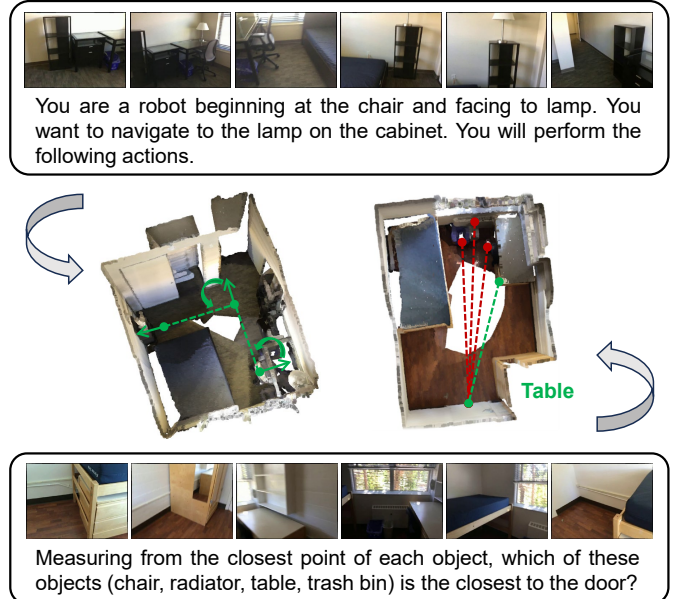 You are a robot beginning at the chair and facing to lamp. You
want to navigate to the lamp on the cabinet. You will perform the
following actions.
Table
Measuring from the closest point of each object, which of these
objects (chair, radiator, table, trash bin) is the closest to the door?